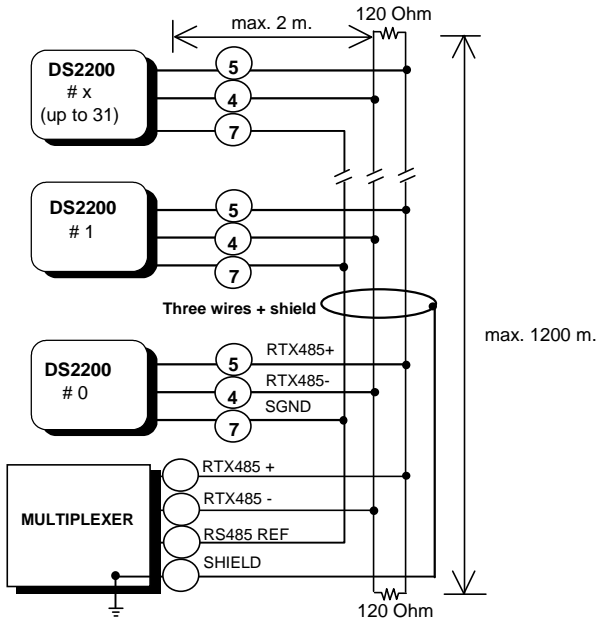 max. 2 m.
120 Ohm
DS2200
# x
(up to 31)
5
4
7
DS2200
# 1
5
4
7
Three wires + shield
max. 1200 m.
DS2200
# 0
5
RTX485+
4
RTX485-
7
SGND
MULTIPLEXER
RTX485 +
RTX485 -
RS485 REF
SHIELD
120 Ohm